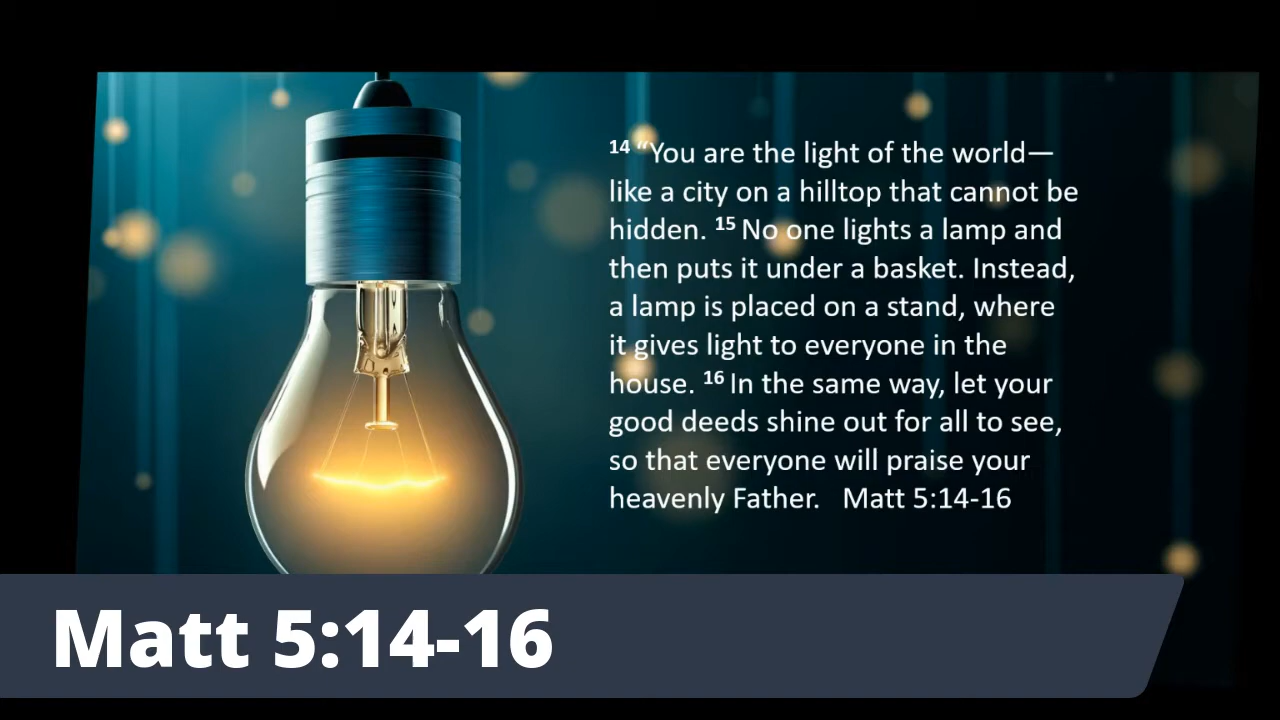 14 “You are the light of the world—
like a city on a hilltop that cannot be
hidden. 15 No one lights a lamp and
then puts it under a basket. Instead,
a lamp is placed on a stand, where
it gives light to everyone in the
house. 16 In the same way, let your
good deeds shine out for all to see,
so that everyone will praise your
heavenly Father.   Matt 5:14-16
Matt 5:14-16